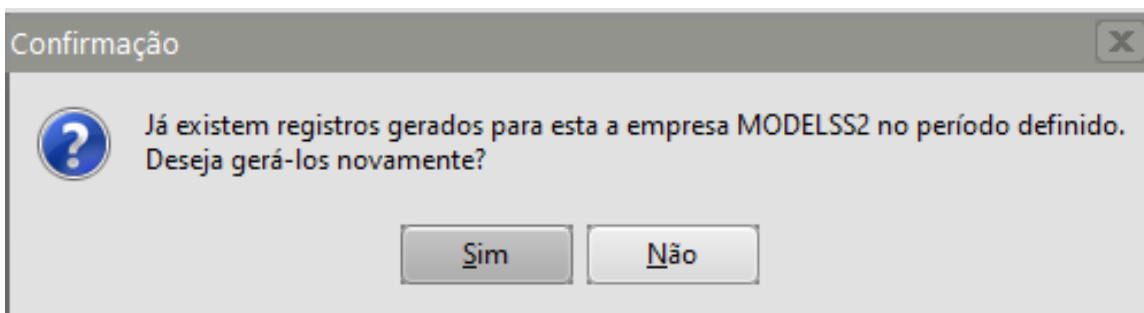 Confirmação
Já existem registros gerados para esta a empresa MODELSS2 no período definido.
Deseja gerá-los novamente?
Sim
Não